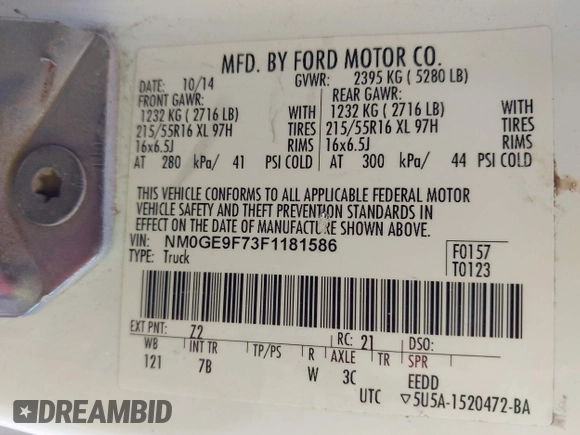 MFD. BY FORD MOTOR CO.
DATE: 10/14 GVWR: 2395 KG ( 5280 LB)
FRONT GAWR: REAR GAWR:
1232 KG ( 2716 LB) WITH 1232 KG ( 2716 LB) WITH
215/55R16 XL 97H TIRES 215/55R16 XL 97H TIRES
16x6.5J RIMS 16x6.5J RIMS
AT 280 kPa/ 41 PSI COLD AT 300 kPa/ 44 PSI COLD
THIS VEHICLE CONFORMS TO ALL APPLICABLE FEDERAL MOTOR
VEHICLE SAFETY AND THEFT PREVENTION STANDARDS IN
EFFECT ON THE DATE OF MANUFACTURE SHOWN ABOVE.
VIN: NM0GE9F73F1181586
TYPE: Truck
F0157
T0123
EXT PNT: Z2 RC: 21 DSO:
WB INT TR TP/PS R AXLE TR SPR
121 7B W 3C EEDD
UTC ▽5U5A-1520472-BA
DREAMBID